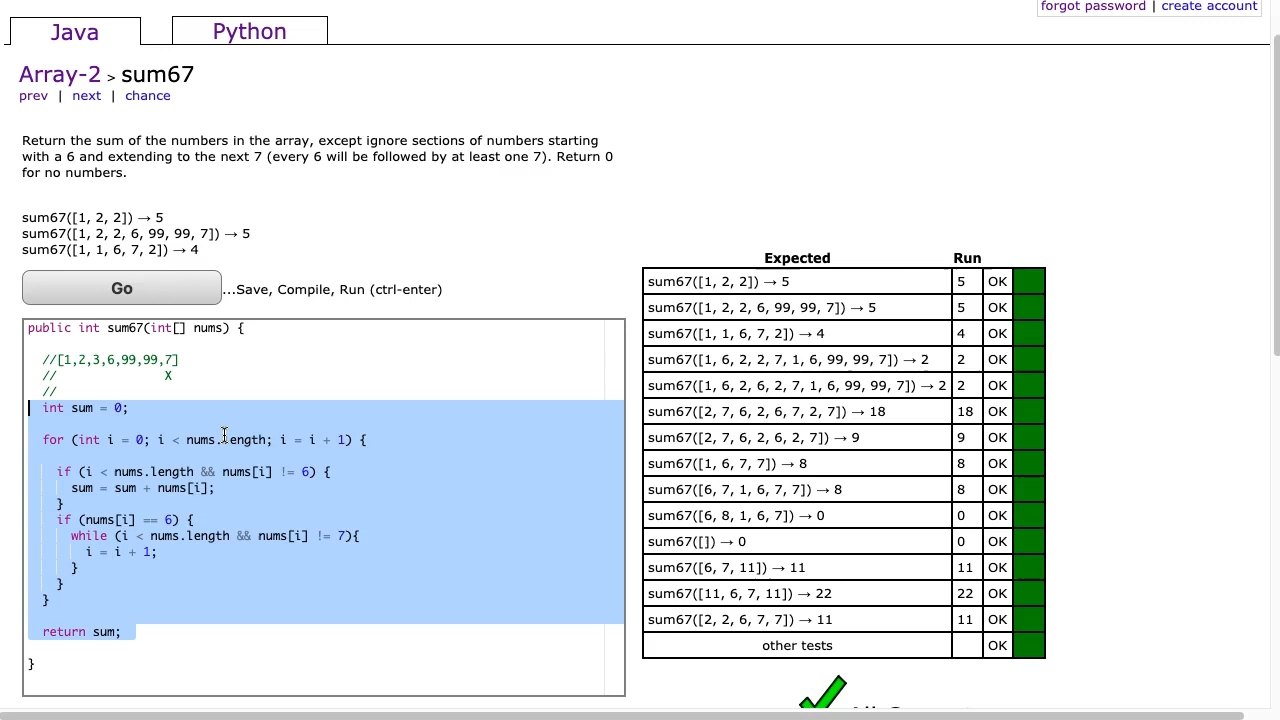 forgot password | create account
Java
Python
Array-2 > sum67
prev | next | chance
Return the sum of the numbers in the array, except ignore sections of numbers starting
with a 6 and extending to the next 7 (every 6 will be followed by at least one 7). Return 0
for no numbers.
sum67([1, 2, 2]) → 5
sum67([1, 2, 2, 6, 99, 99, 7]) → 5
sum67([1, 1, 6, 7, 2]) → 4
Go
...Save, Compile, Run (ctrl-enter)
public int sum67(int[] nums) {
//[1,2,3,6,99,99,7]
// X
//
int sum = 0;
for (int i = 0; i < nums.length; i = i + 1) {
if (i < nums.length && nums[i] != 6) {
sum = sum + nums[i];
}
if (nums[i] == 6) {
while (i < nums.length && nums[i] != 7){
i = i + 1;
}
}
}
return sum;
}
Expected Run
sum67([1, 2, 2]) → 5 5 OK
sum67([1, 2, 2, 6, 99, 99, 7]) → 5 5 OK
sum67([1, 1, 6, 7, 2]) → 4 4 OK
sum67([1, 6, 2, 2, 7, 1, 6, 99, 99, 7]) → 2 2 OK
sum67([1, 6, 2, 6, 2, 7, 1, 6, 99, 99, 7]) → 2 2 OK
sum67([2, 7, 6, 2, 6, 7, 2, 7]) → 18 18 OK
sum67([2, 7, 6, 2, 6, 2, 7]) → 9 9 OK
sum67([1, 6, 7, 7]) → 8 8 OK
sum67([6, 7, 1, 6, 7, 7]) → 8 8 OK
sum67([6, 8, 1, 6, 7]) → 0 0 OK
sum67([]) → 0 0 OK
sum67([6, 7, 11]) → 11 11 OK
sum67([11, 6, 7, 11]) → 22 22 OK
sum67([2, 2, 6, 7, 7]) → 11 11 OK
other tests OK